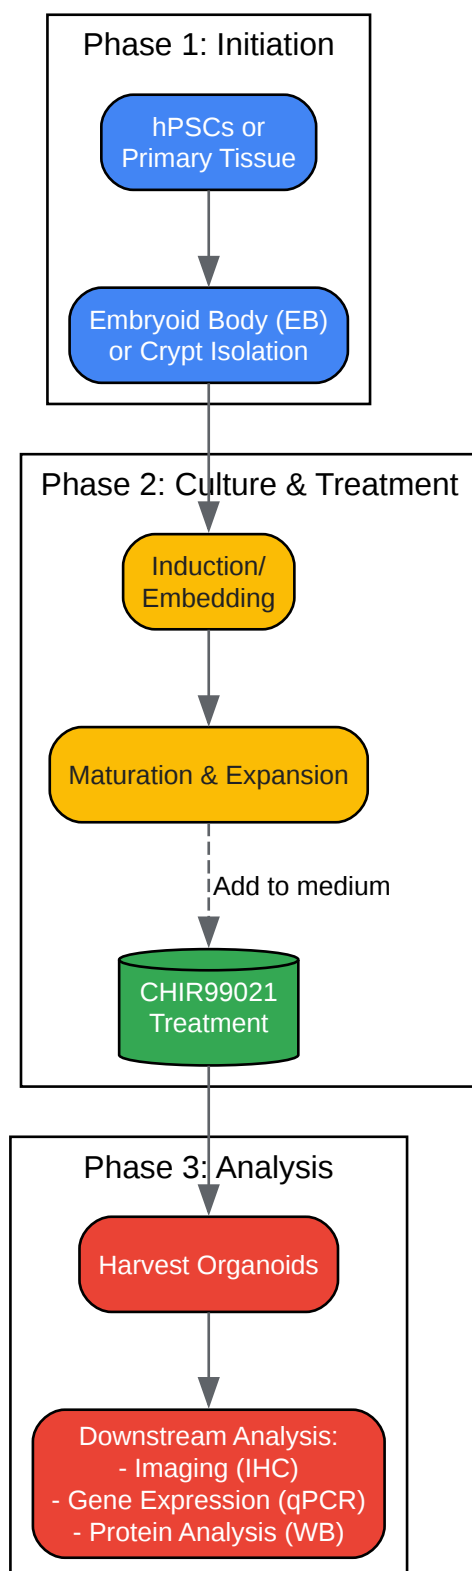 Phase 1: Initiation
hPSCs or
Primary Tissue
Embryoid Body (EB)
or Crypt Isolation
Phase 2: Culture & Treatment
Induction/
Embedding
Maturation & Expansion
Add to medium
CHIR99021
Treatment
Phase 3: Analysis
Harvest Organoids
Downstream Analysis:
- Imaging (IHC)
- Gene Expression (qPCR)
- Protein Analysis (WB)